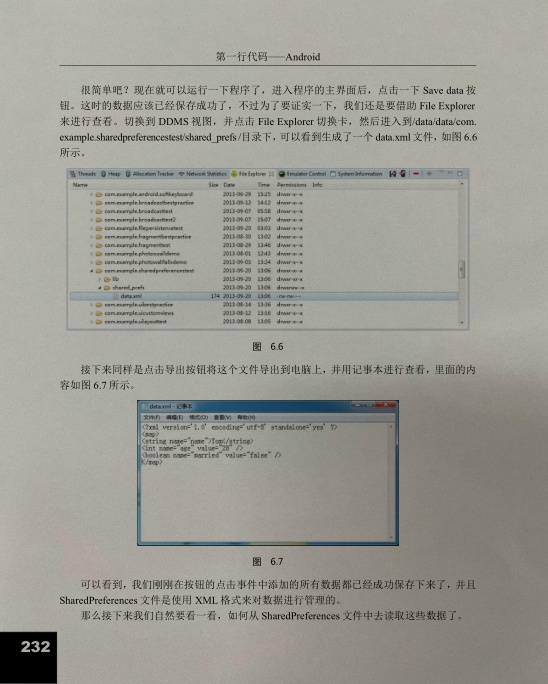 第一行代码——Android
很简单吧？现在就可以运行一下程序了，进入程序的主界面后，点击一下 Save data 按
钮。这时的数据应该已经保存成功了，不过为了要证实一下，我们还是要借助 File Explorer
来进行查看。切换到 DDMS 视图，并点击 File Explorer 切换卡，然后进入到/data/data/com.
example.sharedpreferencestest/shared_prefs /目录下，可以看到生成了一个 data.xml 文件，如图 6.6
所示。
Threads Heap Allocation Tracker Network Statistics File Explorer Emulator Control System Information
Name Size Date Time Permissions Info
com.example.android.softkeyboard 2013-06-29 15:25 drwxr-x--x
com.example.broadcastbestpractice 2013-09-12 14:12 drwxr-x--x
com.example.broadcasttest 2013-09-07 05:58 drwxr-x--x
com.example.broadcasttest2 2013-09-07 15:07 drwxr-x--x
com.example.filepersistencetest 2013-09-20 03:03 drwxr-x--x
com.example.fragmentbestpractice 2013-08-30 13:02 drwxr-x--x
com.example.fragmenttest 2013-08-29 13:46 drwxr-x--x
com.example.photowalldemo 2013-08-01 12:43 drwxr-x--x
com.example.photowallfallsdemo 2013-09-03 13:24 drwxr-x--x
com.example.sharedpreferencestest 2013-09-20 13:06 drwxr-x--x
lib 2013-09-20 13:06 drwxr-xr-x
shared_prefs 2013-09-20 13:06 drwxrwx--x
data.xml 174 2013-09-20 13:06 -rw-rw----
com.example.uibestpractice 2013-08-14 13:36 drwxr-x--x
com.example.uicustomviews 2013-08-12 13:18 drwxr-x--x
com.example.uilayouttest 2013-08-08 13:05 drwxr-x--x
图 6.6
接下来同样是点击导出按钮将这个文件导出到电脑上，并用记事本进行查看，里面的内
容如图 6.7 所示。
data.xml - 记事本
文件(F) 编辑(E) 格式(O) 查看(V) 帮助(H)
<?xml version='1.0' encoding='utf-8' standalone='yes' ?>
<map>
<string name="name">Tom</string>
<int name="age" value="28" />
<boolean name="married" value="false" />
</map>
图 6.7
可以看到，我们刚刚在按钮的点击事件中添加的所有数据都已经成功保存下来了，并且
SharedPreferences 文件是使用 XML 格式来对数据进行管理的。
那么接下来我们自然要看一看，如何从 SharedPreferences 文件中去读取这些数据了。
232